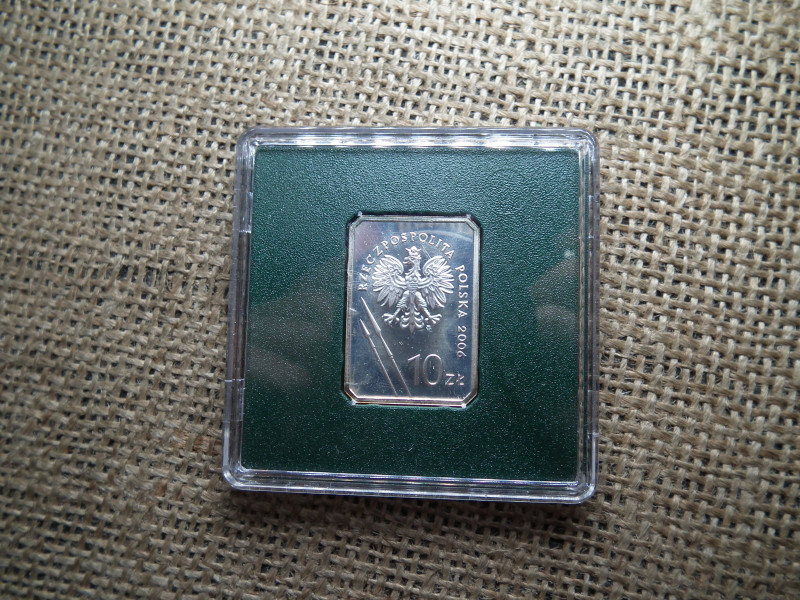 RZECZPOSPOLITA POLSKA 2006
10 ZŁ